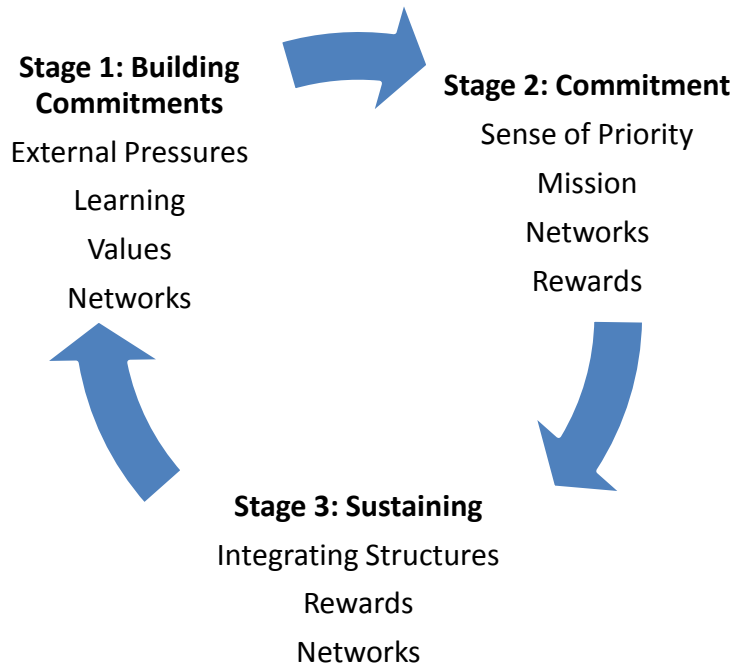 Stage 1: Building
Commitments
External Pressures
Learning
Values
Networks
Stage 2: Commitment
Sense of Priority
Mission
Networks
Rewards
Stage 3: Sustaining
Integrating Structures
Rewards
Networks